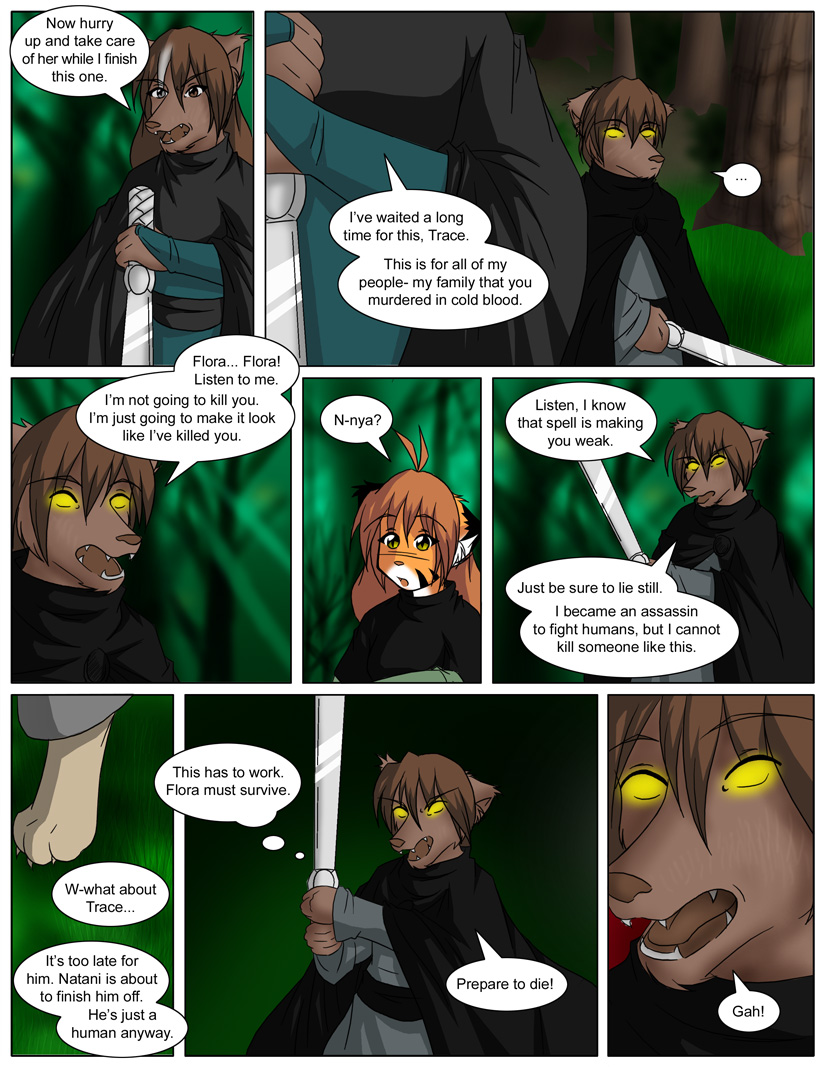 Now hurry
up and take care
of her while I finish
this one.
I've waited a long
time for this, Trace.
This is for all of my
people- my family that you
murdered in cold blood.
...
Flora... Flora!
Listen to me.
I'm not going to kill you.
I'm just going to make it look
like I've killed you.
N-nya?
Listen, I know
that spell is making
you weak.
Just be sure to lie still.
I became an assassin
to fight humans, but I cannot
kill someone like this.
W-what about
Trace...
It's too late for
him. Natani is about
to finish him off.
He's just a
human anyway.
This has to work.
Flora must survive.
Prepare to die!
Gah!